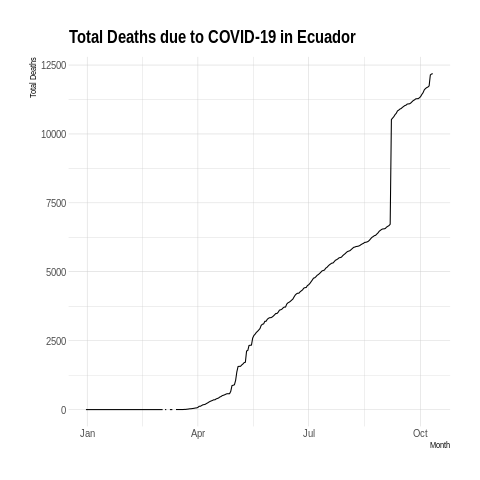 Total Deaths due to COVID-19 in Ecuador
Total Deaths
12500
10000
7500
5000
2500
0
Jan
Apr
Jul
Oct
Month